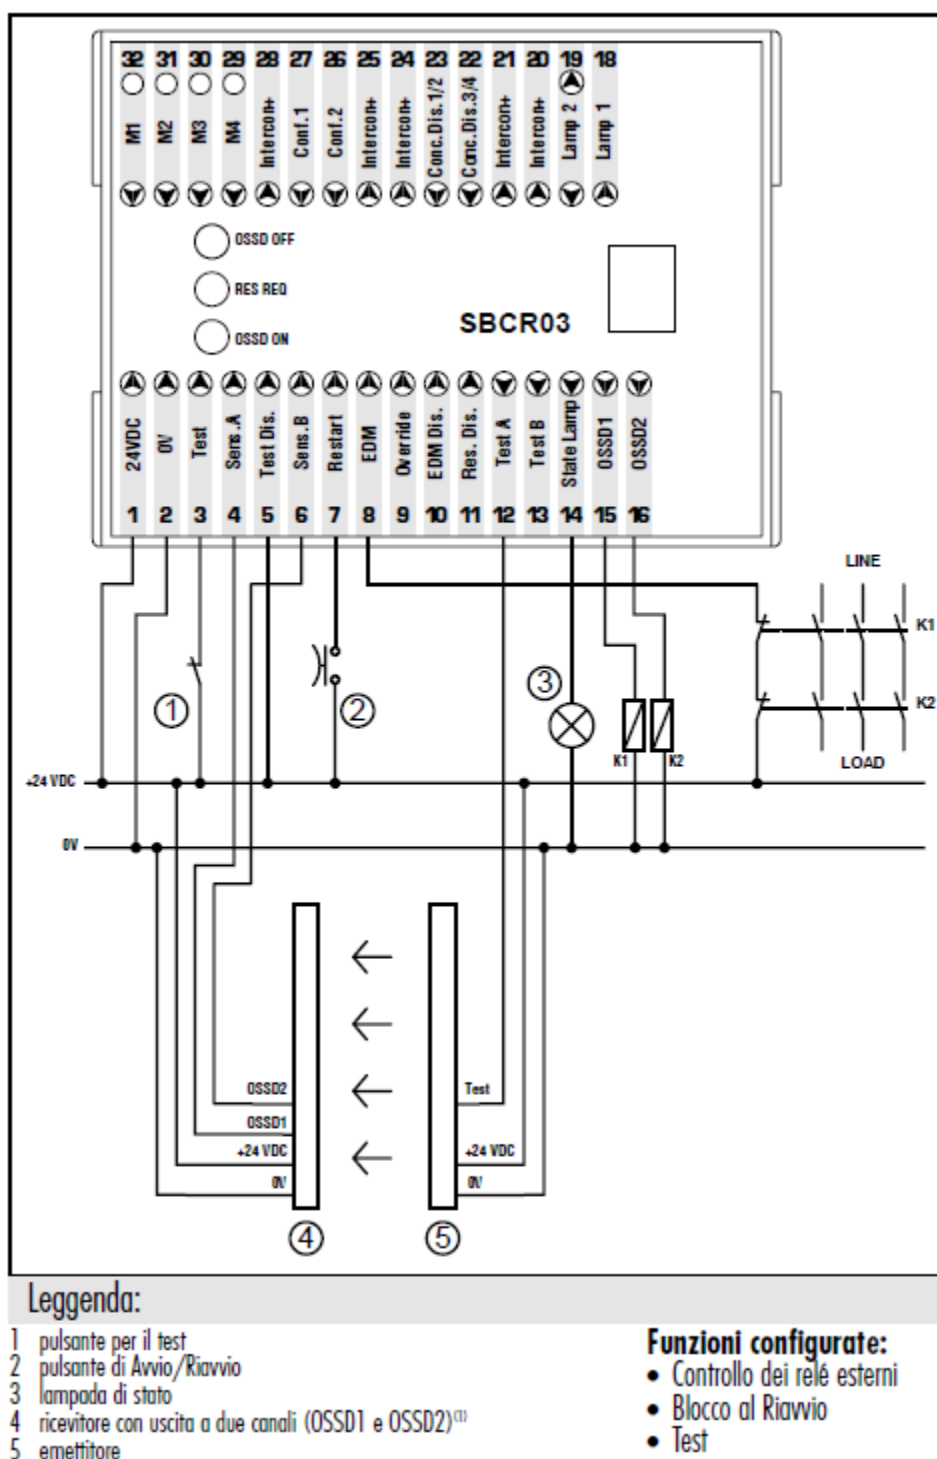 32 31 30 29 28 27 26 25 24 23 22 21 20 19 18
M1 M2 M3 M4 Intercon+ Conf.1 Conf.2 Intercon+ Intercon+ Conc.Dis.1/2 Conc.Dis.3/4 Intercon+ Intercon+ Lamp 2 Lamp 1
OSSD OFF
RES REQ
OSSD ON
SBCR03
24VDC 0V Test Sens.A Test Dis. Sens.B Restart EDM Override EDM Dis. Res. Dis. Test A Test B State Lamp OSSD1 OSSD2
1 2 3 4 5 6 7 8 9 10 11 12 13 14 15 16
LINE
K1
K2
LOAD
1
2
3
K1 K2
+24 VDC
0V
OSSD2
OSSD1
+24 VDC
0V
Test
+24 VDC
0V
4
5
Leggenda:
1 pulsante per il test
2 pulsante di Avvio/Riavvio
3 lampada di stato
4 ricevitore con uscita a due canali (OSSD1 e OSSD2)(1)
5 emettitore
Funzioni configurate:
• Controllo dei relé esterni
• Blocco al Riavvio
• Test